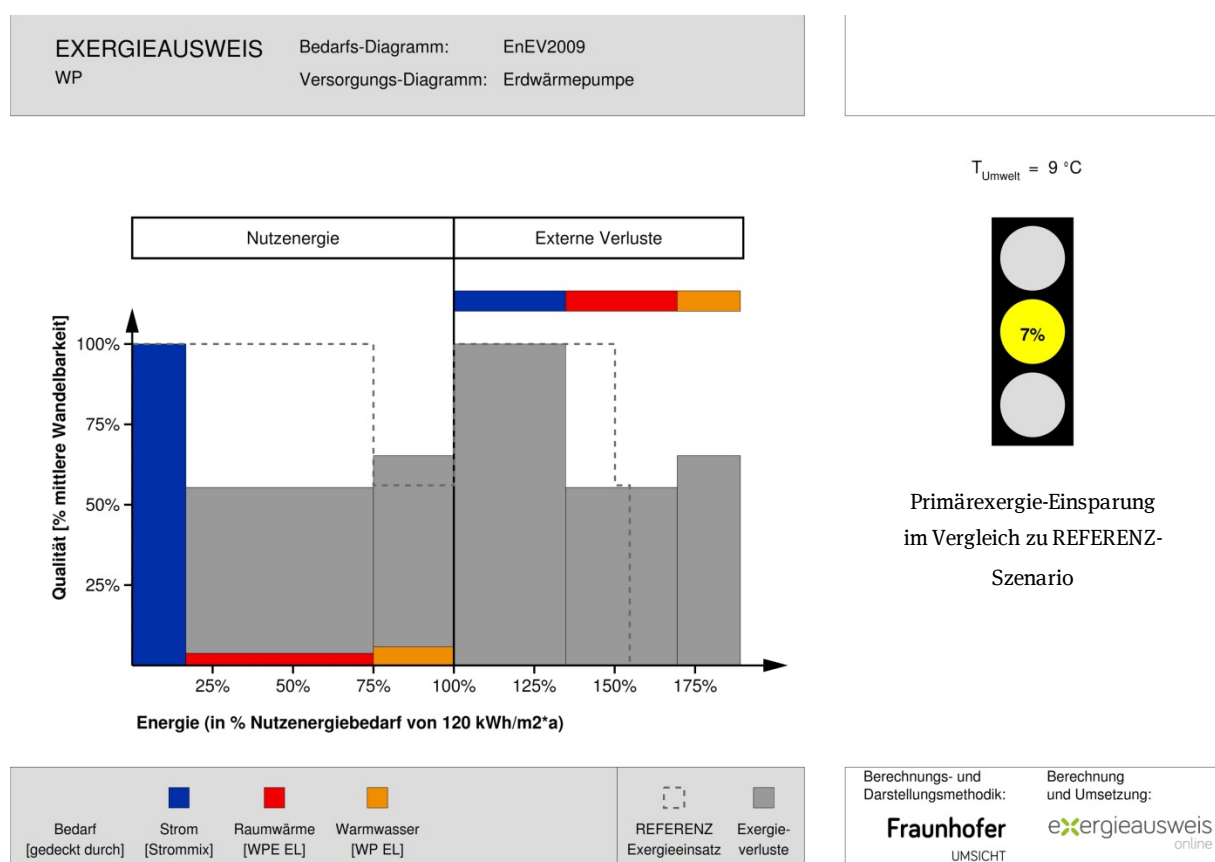 EXERGIEAUSWEIS
WP
Bedarfs-Diagramm: EnEV2009
Versorgungs-Diagramm: Erdwärmepumpe
T Umwelt = 9 °C
Nutzenergie
Externe Verluste
Qualität [% mittlere Wandelbarkeit]
100%
75%
50%
25%
25% 50% 75% 100% 125% 150% 175%
Energie (in % Nutzenergiebedarf von 120 kWh/m2*a)
7%
Primärexergie-Einsparung
im Vergleich zu REFERENZ-
Szenario
Bedarf
[gedeckt durch]
Strom
[Strommix]
Raumwärme
[WPE EL]
Warmwasser
[WP EL]
REFERENZ
Exergieeinsatz
Exergie-
verluste
Berechnungs- und
Darstellungsmethodik:
Fraunhofer
UMSICHT
Berechnung
und Umsetzung:
exergieausweis
online